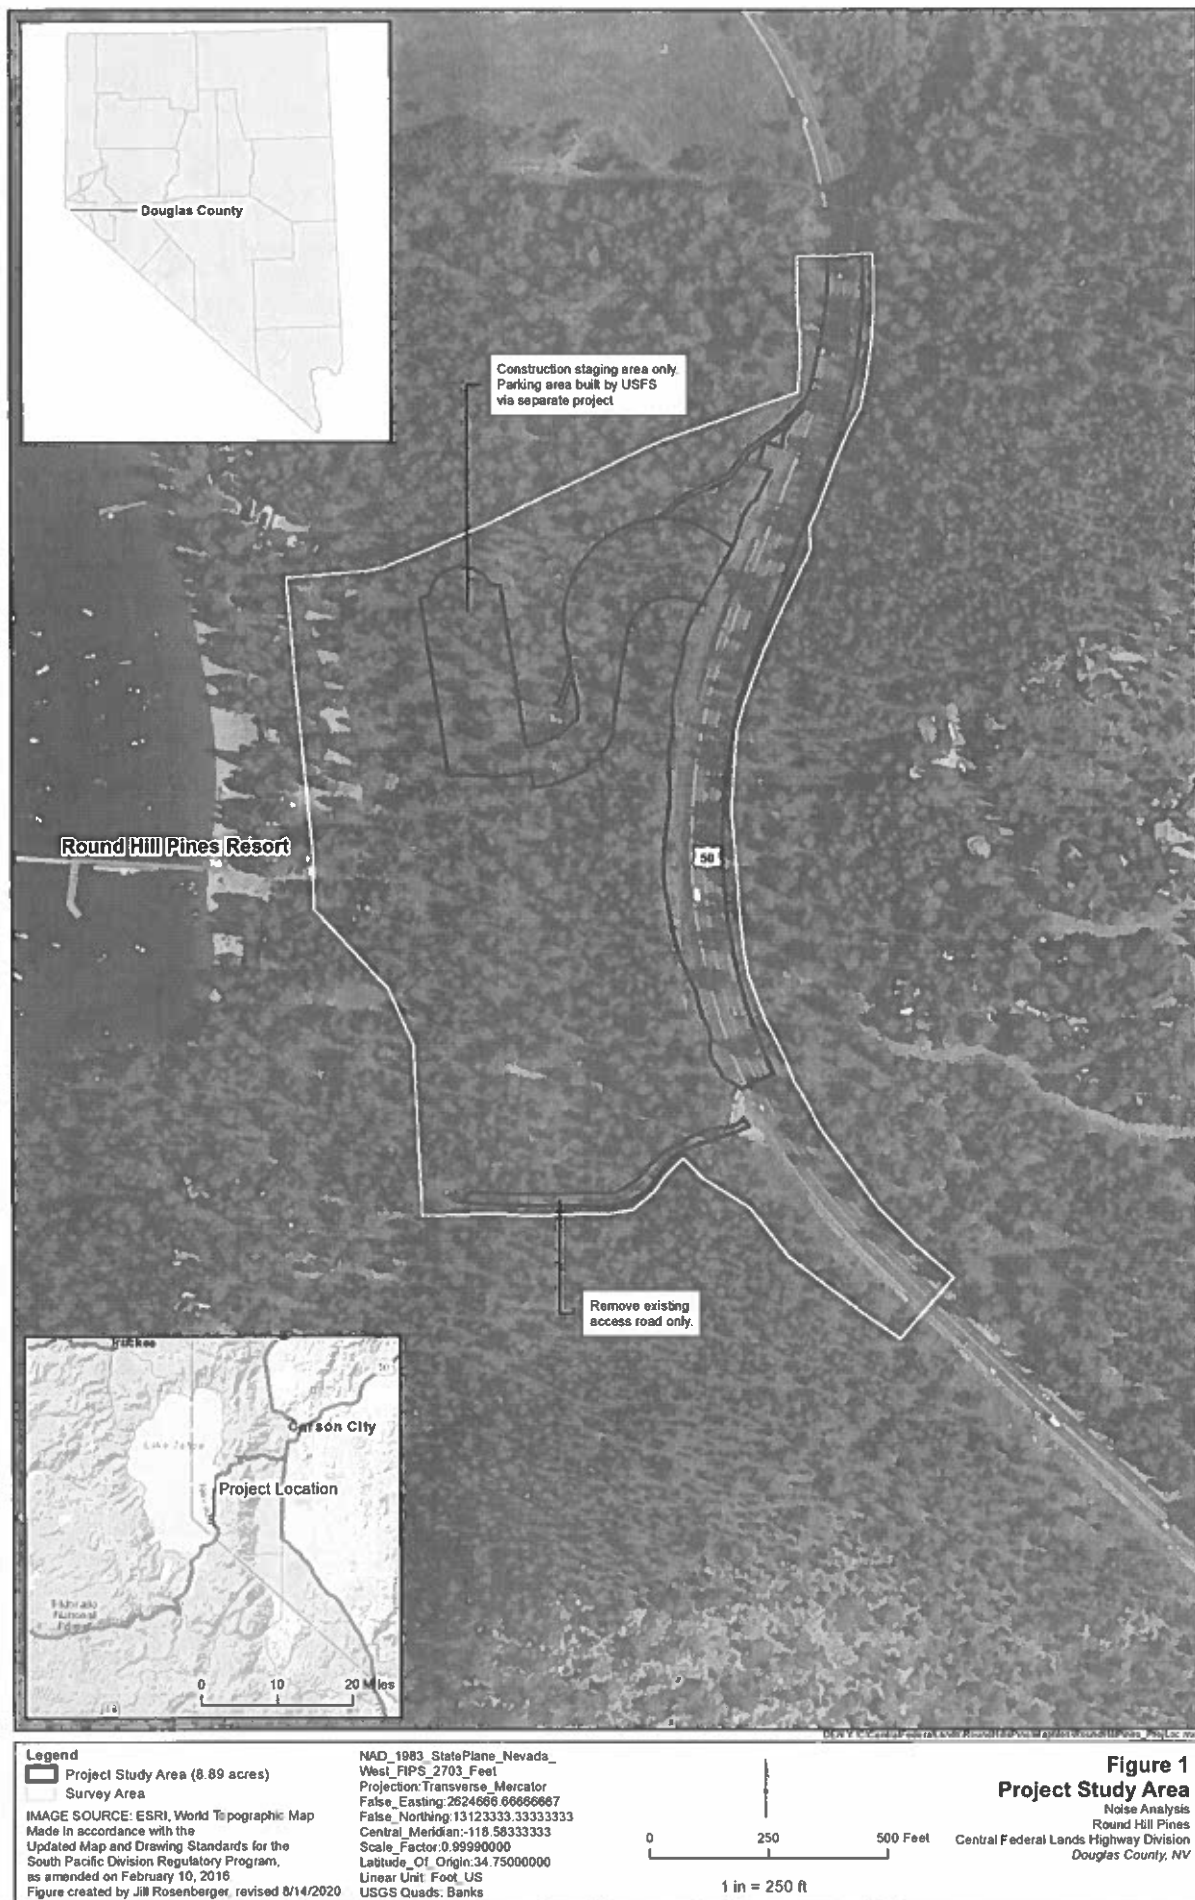 Douglas County
Construction staging area only.
Parking area built by USFS
via separate project
Round Hill Pines Resort
50
Remove existing
access road only.
Truckee
Carson City
Lake Tahoe
Project Location
National
0 10 20 Miles
Legend
Project Study Area (8.89 acres)
Survey Area
IMAGE SOURCE: ESRI, World Topographic Map
Made in accordance with the
Updated Map and Drawing Standards for the
South Pacific Division Regulatory Program,
as amended on February 10, 2016
Figure created by Jill Rosenberger, revised 8/14/2020
NAD_1983_StatePlane_Nevada_
West_FIPS_2703_Feet
Projection:Transverse_Mercator
False_Easting:2624666.66666667
False_Northing:13123333.33333333
Central_Meridian:-118.58333333
Scale_Factor:0.99990000
Latitude_Of_Origin:34.75000000
Linear Unit: Foot_US
USGS Quads: Banks
0 250 500 Feet
1 in = 250 ft
Figure 1
Project Study Area
Noise Analysis
Round Hill Pines
Central Federal Lands Highway Division
Douglas County, NV